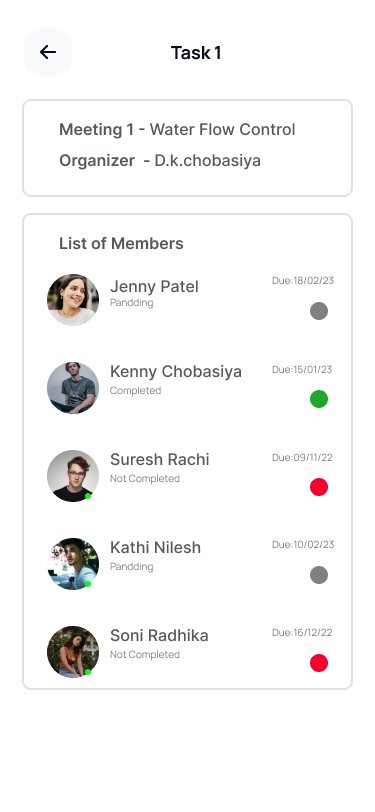 Task 1
Meeting 1 - Water Flow Control
Organizer - D.k.chobasiya
List of Members
Jenny Patel
Due:18/02/23
Pandding
Kenny Chobasiya
Due:15/01/23
Completed
Suresh Rachi
Due:09/11/22
Not Completed
Kathi Nilesh
Due:10/02/23
Pandding
Soni Radhika
Due:16/12/22
Not Completed